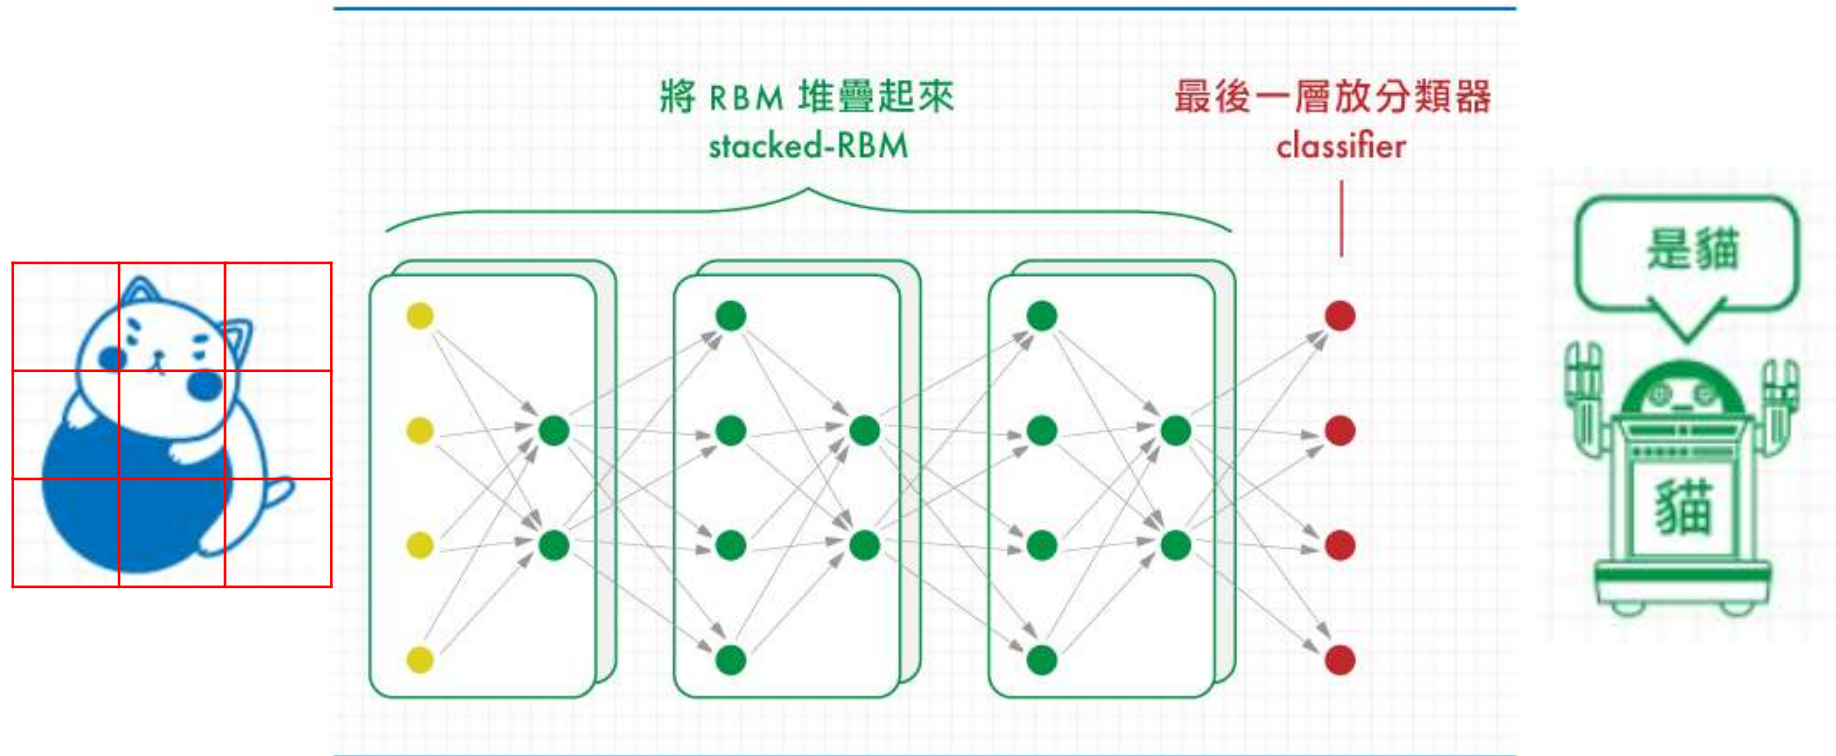 將 RBM 堆疊起來
stacked-RBM
最後一層放分類器
classifier
是貓
貓